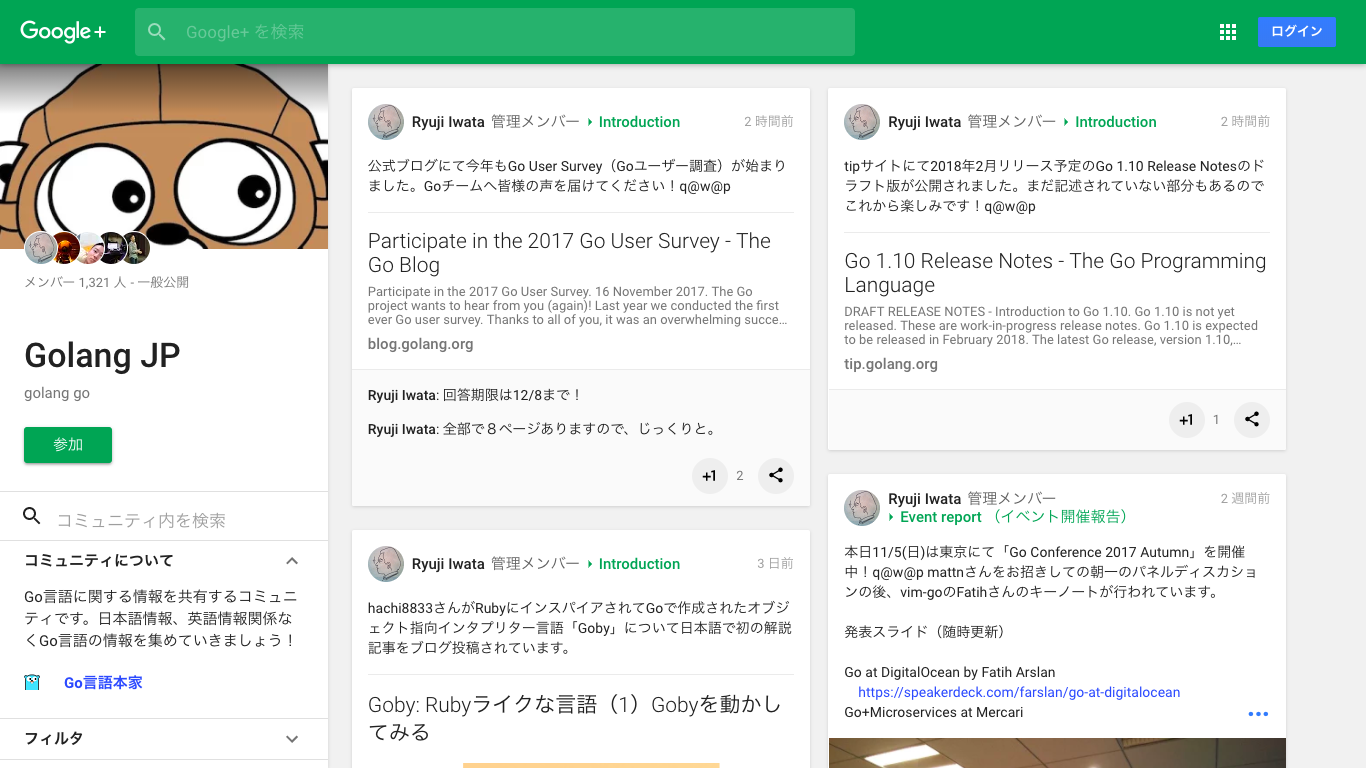 Google+
Google+ を検索
ログイン
メンバー 1,321 人 - 一般公開
Golang JP
golang go
参加
コミュニティ内を検索
コミュニティについて
Go言語に関する情報を共有するコミュニ
ティです。日本語情報、英語情報関係な
くGo言語の情報を集めていきましょう！
Go言語本家
フィルタ
Ryuji Iwata 管理メンバー Introduction 2 時間前
公式ブログにて今年もGo User Survey（Goユーザー調査）が始まり
ました。Goチームへ皆様の声を届けてください！q@w@p
Participate in the 2017 Go User Survey - The
Go Blog
Participate in the 2017 Go User Survey. 16 November 2017. The Go
project wants to hear from you (again)! Last year we conducted the first
ever Go user survey. Thanks to all of you, it was an overwhelming succe…
blog.golang.org
Ryuji Iwata: 回答期限は12/8まで！
Ryuji Iwata: 全部で８ページありますので、じっくりと。
+1 2
Ryuji Iwata 管理メンバー Introduction 3 日前
hachi8833さんがRubyにインスパイアされてGoで作成されたオブジ
ェクト指向インタプリター言語「Goby」について日本語で初の解説
記事をブログ投稿されています。
Goby: Rubyライクな言語（1）Gobyを動かし
てみる
Ryuji Iwata 管理メンバー Introduction 2 時間前
tipサイトにて2018年2月リリース予定のGo 1.10 Release Notesのド
ラフト版が公開されました。まだ記述されていない部分もあるので
これから楽しみです！q@w@p
Go 1.10 Release Notes - The Go Programming
Language
DRAFT RELEASE NOTES - Introduction to Go 1.10. Go 1.10 is not yet
released. These are work-in-progress release notes. Go 1.10 is expected
to be released in February 2018. The latest Go release, version 1.10,…
tip.golang.org
+1 1
Ryuji Iwata 管理メンバー 2 週間前
Event report （イベント開催報告）
本日11/5(日)は東京にて「Go Conference 2017 Autumn」を開催
中！q@w@p mattnさんをお招きしての朝一のパネルディスカショ
ンの後、vim-goのFatihさんのキーノートが行われています。
発表スライド（随時更新）
Go at DigitalOcean by Fatih Arslan
https://speakerdeck.com/farslan/go-at-digitalocean
Go+Microservices at Mercari